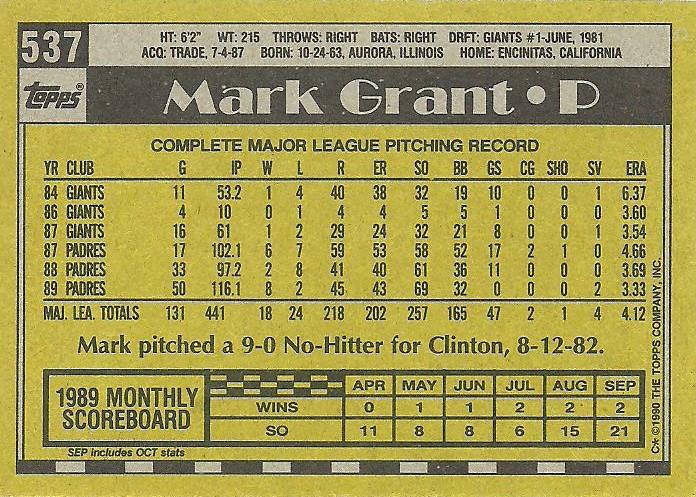 537
HT: 6'2" WT: 215 THROWS: RIGHT BATS: RIGHT DRFT: GIANTS #1-JUNE, 1981
ACQ: TRADE, 7-4-87 BORN: 10-24-63, AURORA, ILLINOIS HOME: ENCINITAS, CALIFORNIA
TOPPS®
MARK GRANT • P
COMPLETE MAJOR LEAGUE PITCHING RECORD
YR CLUB G IP W L R ER SO BB GS CG SHO SV ERA
84 GIANTS 11 53.2 1 4 40 38 32 19 10 0 0 1 6.37
86 GIANTS 4 10 0 1 4 4 5 5 1 0 0 0 3.60
87 GIANTS 16 61 1 2 29 24 32 21 8 0 0 1 3.54
87 PADRES 17 102.1 6 7 59 53 58 52 17 2 1 0 4.66
88 PADRES 33 97.2 2 8 41 40 61 36 11 0 0 0 3.69
89 PADRES 50 116.1 8 2 45 43 69 32 0 0 0 2 3.33
MAJ. LEA. TOTALS 131 441 18 24 218 202 257 165 47 2 1 4 4.12
Mark pitched a 9-0 No-Hitter for Clinton, 8-12-82.
1989 MONTHLY
SCOREBOARD
APR MAY JUN JUL AUG SEP
WINS 0 1 1 2 2 2
SO 11 8 8 6 15 21
SEP includes OCT stats
C* ©1990 THE TOPPS COMPANY, INC.